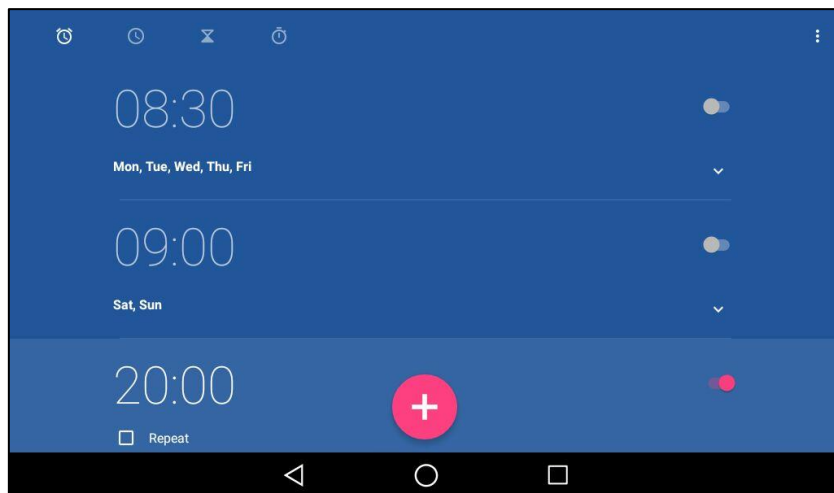 08:30
Mon, Tue, Wed, Thu, Fri
09:00
Sat, Sun
20:00
Repeat